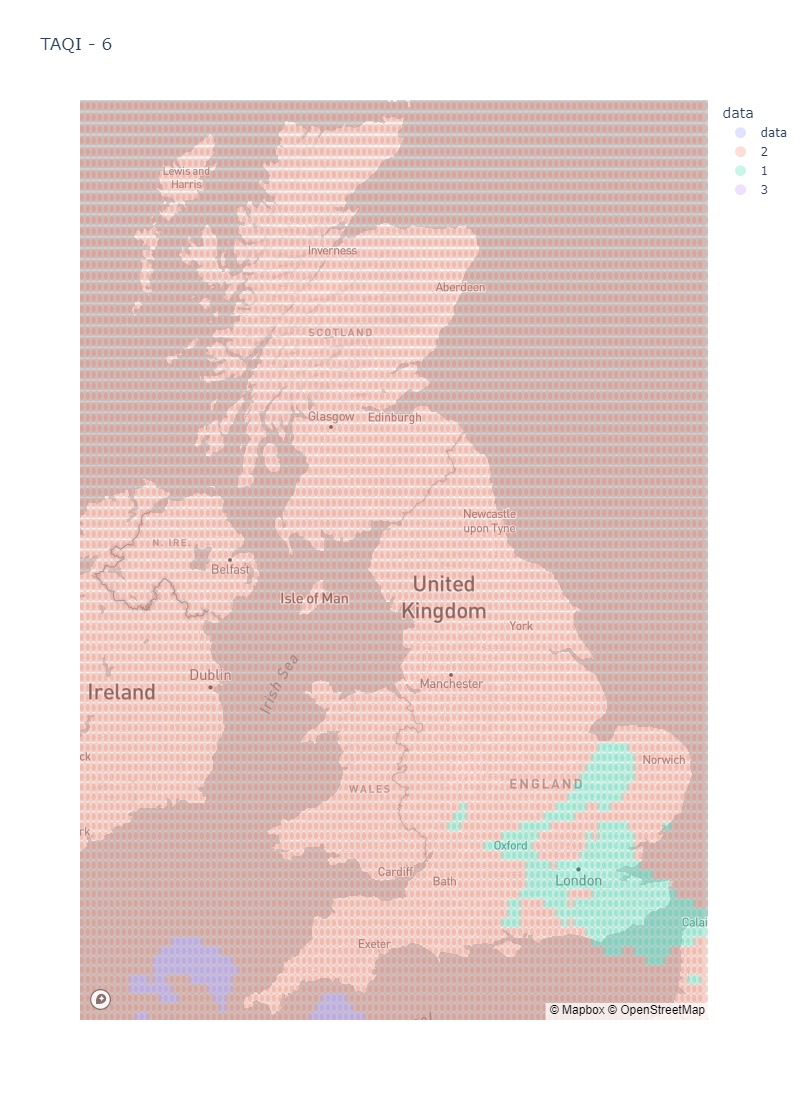 TAQI - 6
data
data
2
1
3
Lewis and
Harris
Inverness
Aberdeen
SCOTLAND
Glasgow
Edinburgh
Newcastle
upon Tyne
N. IRE.
Belfast
Isle of Man
United
Kingdom
York
Dublin
Irish Sea
Manchester
Ireland
ck
Norwich
ENGLAND
WALES
rk
Oxford
Cardiff
Bath
London
Calai
Exeter
© Mapbox © OpenStreetMap